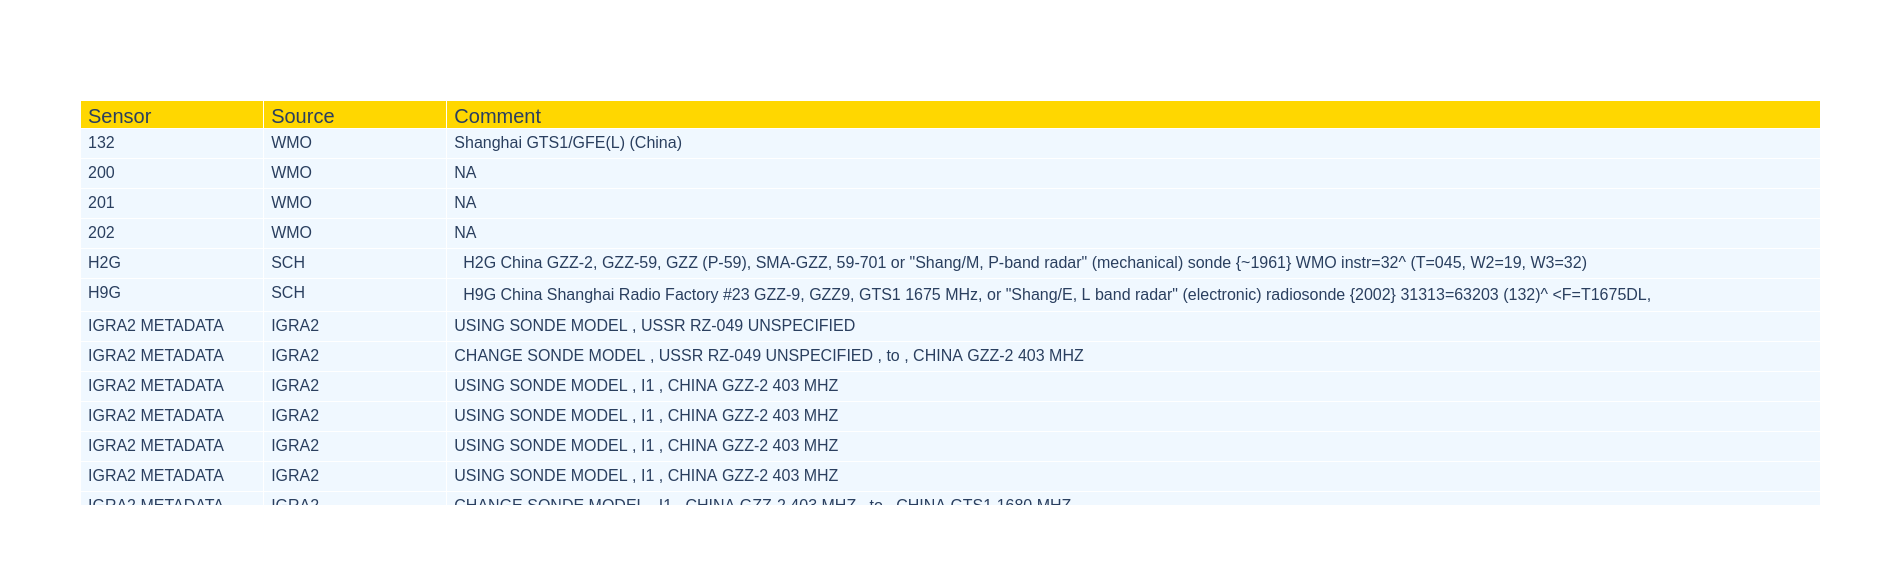 Sensor Source Comment
132 WMO Shanghai GTS1/GFE(L) (China)
200 WMO NA
201 WMO NA
202 WMO NA
H2G SCH H2G China GZZ-2, GZZ-59, GZZ (P-59), SMA-GZZ, 59-701 or "Shang/M, P-band radar" (mechanical) sonde {~1961} WMO instr=32^ (T=045, W2=19, W3=32)
H9G SCH H9G China Shanghai Radio Factory #23 GZZ-9, GZZ9, GTS1 1675 MHz, or "Shang/E, L band radar" (electronic) radiosonde {2002} 31313=63203 (132)^ <F=T1675DL,
IGRA2 METADATA IGRA2 USING SONDE MODEL , USSR RZ-049 UNSPECIFIED
IGRA2 METADATA IGRA2 CHANGE SONDE MODEL , USSR RZ-049 UNSPECIFIED , to , CHINA GZZ-2 403 MHZ
IGRA2 METADATA IGRA2 USING SONDE MODEL , I1 , CHINA GZZ-2 403 MHZ
IGRA2 METADATA IGRA2 USING SONDE MODEL , I1 , CHINA GZZ-2 403 MHZ
IGRA2 METADATA IGRA2 USING SONDE MODEL , I1 , CHINA GZZ-2 403 MHZ
IGRA2 METADATA IGRA2 USING SONDE MODEL , I1 , CHINA GZZ-2 403 MHZ
IGRA2 METADATA IGRA2 CHANGE SONDE MODEL , I1 , CHINA GZZ-2 403 MHZ , to , CHINA GTS1 1680 MHZ